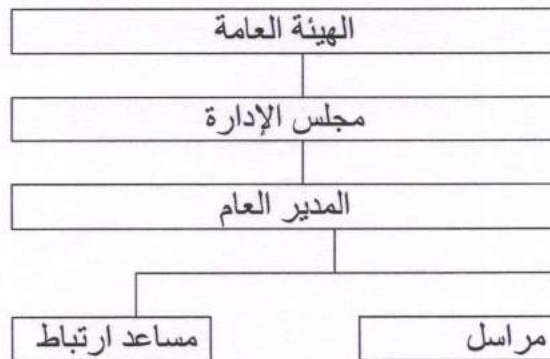 الهيئة العامة
مجلس الإدارة
المدير العام
مراسل
مساعد ارتباط